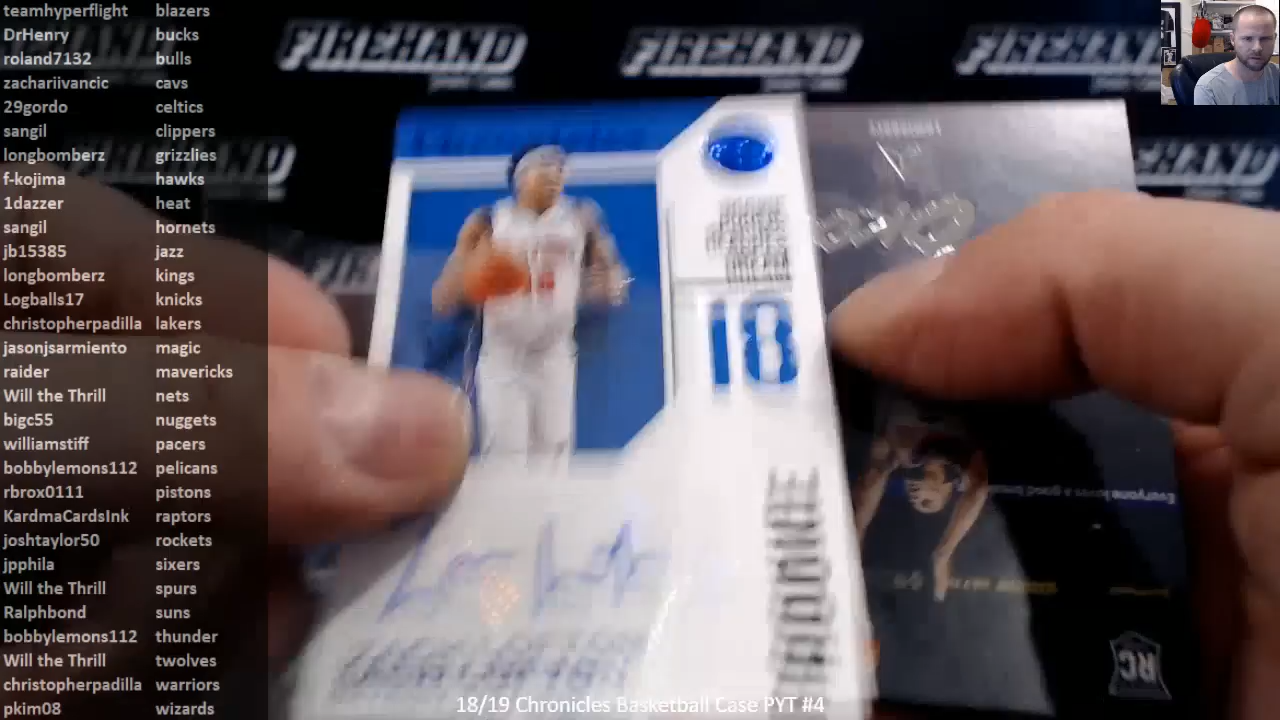 teamhyperflight blazers
DrHenry bucks
roland7132 bulls
zachariivancic cavs
29gordo celtics
sangil clippers
longbomberz grizzlies
f-kojima hawks
1dazzer heat
sangil hornets
jb15385 jazz
longbomberz kings
Logballs17 knicks
christopherpadilla lakers
jasonjsarmiento magic
raider mavericks
Will the Thrill nets
bigc55 nuggets
williamstiff pacers
bobbylemons112 pelicans
rbrox0111 pistons
KardmaCardsInk raptors
joshtaylor50 rockets
jpphila sixers
Will the Thrill spurs
Ralphbond suns
bobbylemons112 thunder
Will the Thrill twolves
christopherpadilla warriors
pkim08 wizards
FIREHAND
FIREHAND
FIREHAND
DREAM
18
RC
18/19 Chronicles Basketball Case PYT #4